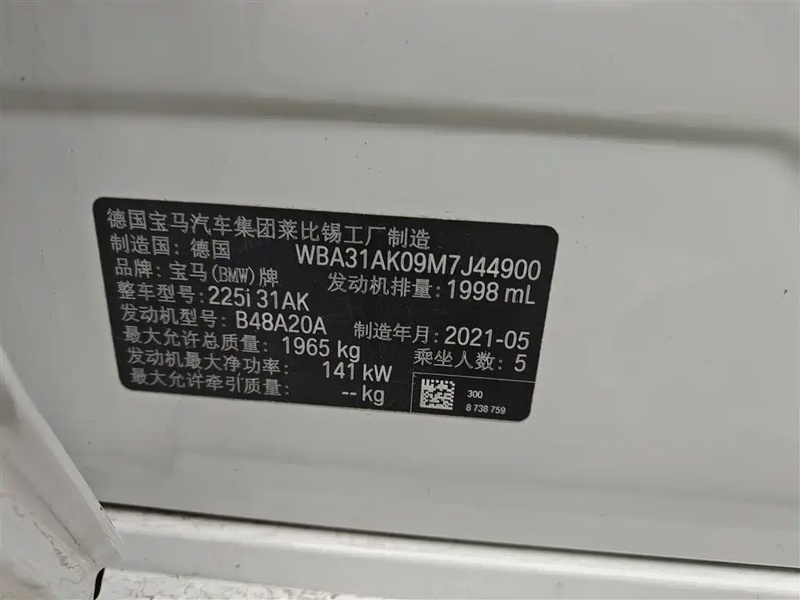 德国宝马汽车集团莱比锡工厂制造
制造国: 德国 WBA31AK09M7J44900
品牌: 宝马(BMW)牌 发动机排量: 1998 mL
整车型号: 225i 31AK
发动机型号: B48A20A 制造年月: 2021-05
最大允许总质量: 1965 kg 乘坐人数: 5
发动机最大净功率: 141 kW
最大允许牵引质量: -- kg
300
8 738 759